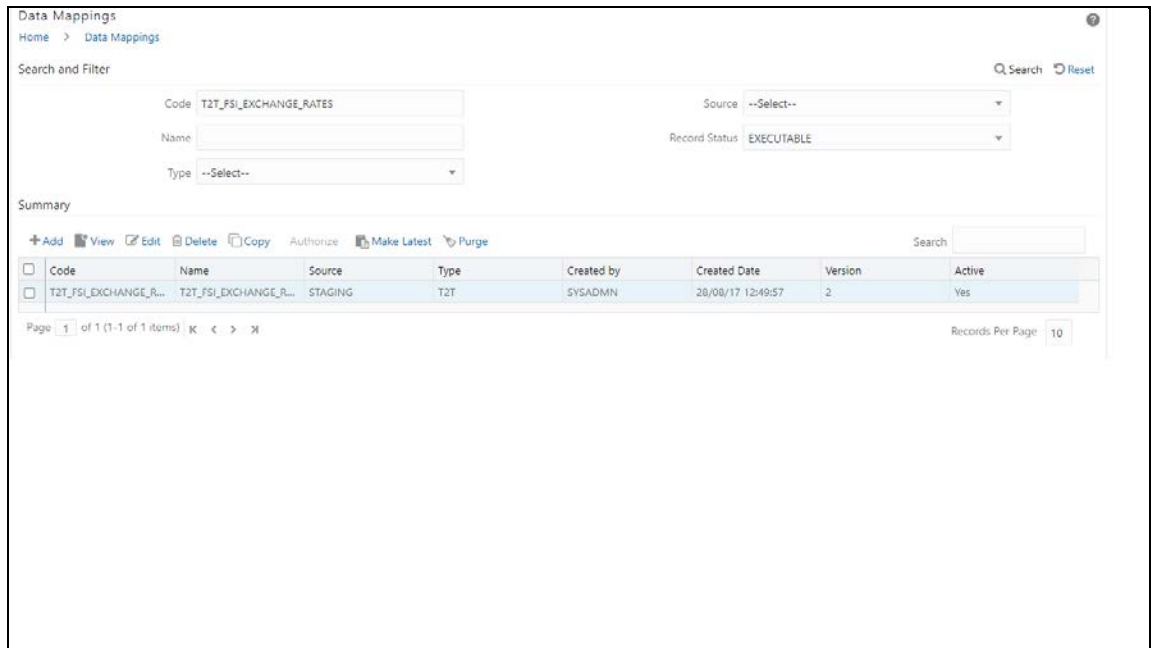 Data Mappings
Home > Data Mappings
Search and Filter Search Reset
Code T2T_FSI_EXCHANGE_RATES Source --Select--
Name Record Status EXECUTABLE
Type --Select--
Summary
Add View Edit Delete Copy Authorize Make Latest Purge Search
Code Name Source Type Created by Created Date Version Active
T2T_FSI_EXCHANGE_R... T2T_FSI_EXCHANGE_R... STAGING T2T SYSADMN 28/08/17 12:49:57 2 Yes
Page 1 of 1 (1-1 of 1 items) Records Per Page 10